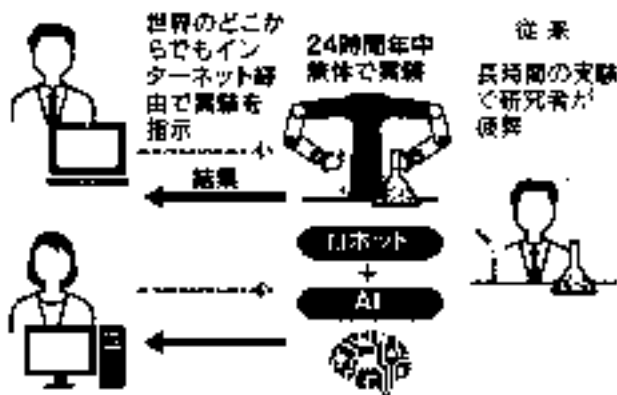 世界のどこか
らでもイン
ターネット経
由で実験を
指示
24時間年中
無休で実験
従来
長時間の実験
で研究者が
疲弊
結果
ロボット
+
AI